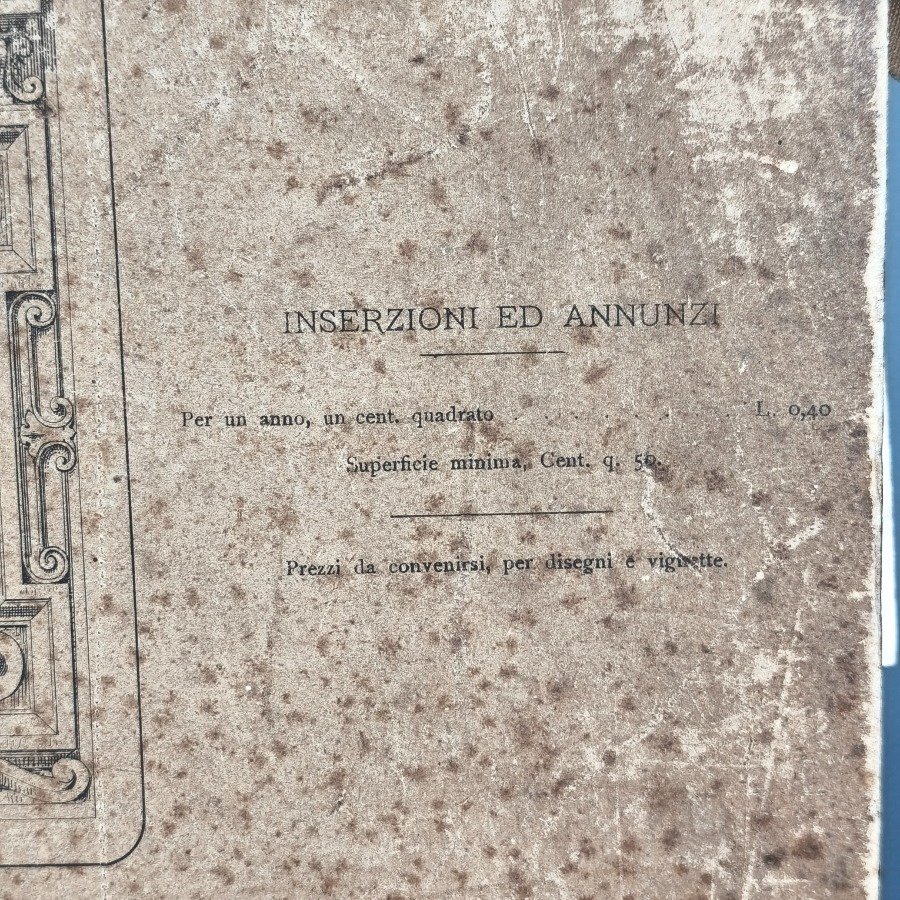 INSERZIONI ED ANNUNZI
Per un anno, un cent. quadrato . . . . . . L. 0,40
Superficie minima, Cent. q. 50.
Prezzi da convenirsi, per disegni e vignette.